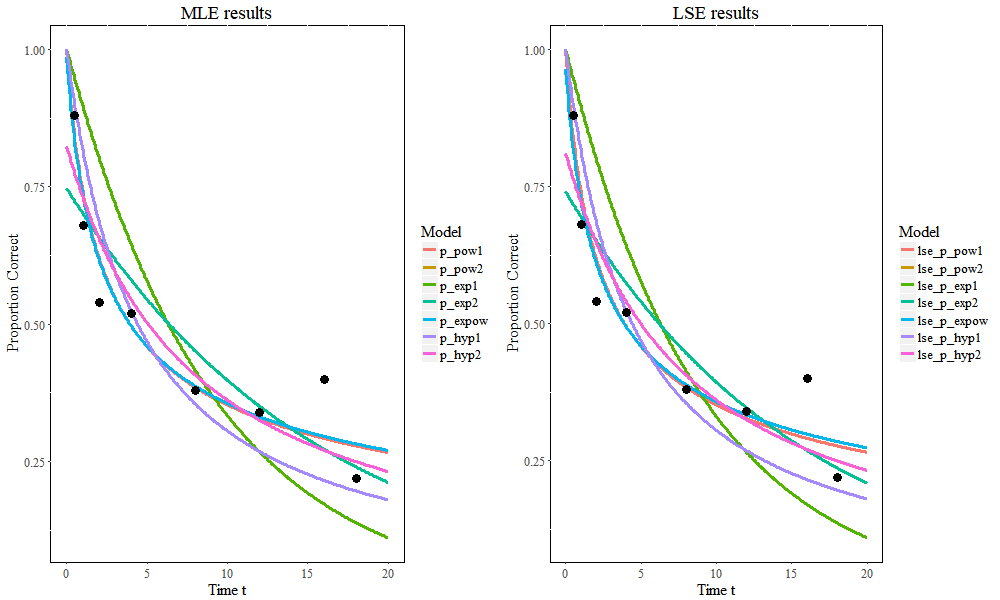 MLE results
Proportion Correct
1.00
0.75
0.50
0.25
0
5
10
15
20
Time t
Model
p_pow1
p_pow2
p_exp1
p_exp2
p_expow
p_hyp1
p_hyp2
LSE results
Proportion Correct
1.00
0.75
0.50
0.25
0
5
10
15
20
Time t
Model
lse_p_pow1
lse_p_pow2
lse_p_exp1
lse_p_exp2
lse_p_expow
lse_p_hyp1
lse_p_hyp2